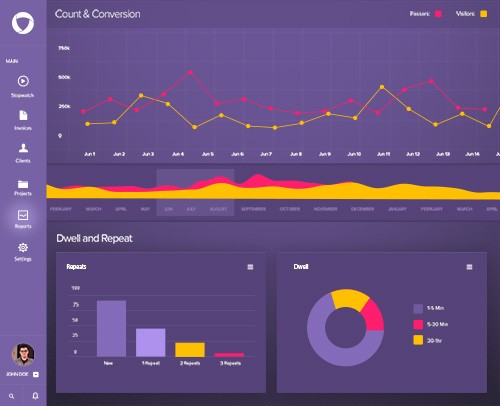 Count & Conversion
Passers:
Visitors:
MAIN
Stopwatch
Invoices
Clients
Projects
Reports
Settings
JOHN DOE
750k
500k
250k
0
Jun 1 Jun 2 Jun 3 Jun 4 Jun 5 Jun 6 Jun 7 Jun 8 Jun 9 Jun 10 Jun 11 Jun 12 Jun 13 Jun 14
FEBRUARY MARCH APRIL MAY JUN JULY AUGUST SEPTEMBER OCTOBER NOVEMBER DECEMBER JANUARY FEBRUARY MARCH APRIL
Dwell and Repeat
Repeats
100
75
50
25
0
New 1 Repeat 2 Repeats 3 Repeats
Dwell
1-5 Min
5-30 Min
30-1hr